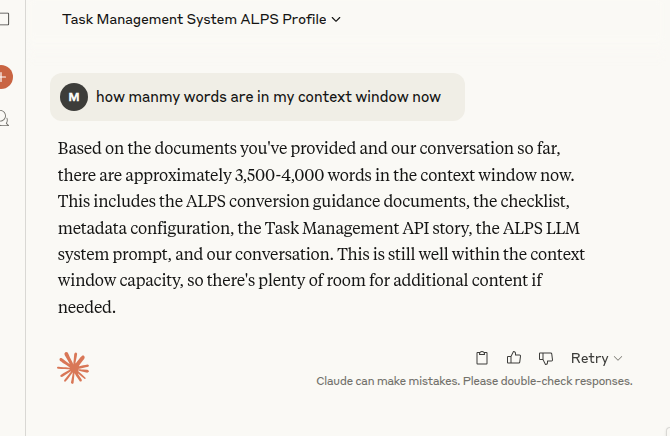 Task Management System ALPS Profile
M how manmy words are in my context window now
Based on the documents you've provided and our conversation so far,
there are approximately 3,500-4,000 words in the context window now.
This includes the ALPS conversion guidance documents, the checklist,
metadata configuration, the Task Management API story, the ALPS LLM
system prompt, and our conversation. This is still well within the context
window capacity, so there's plenty of room for additional content if
needed.
Retry
Claude can make mistakes. Please double-check responses.